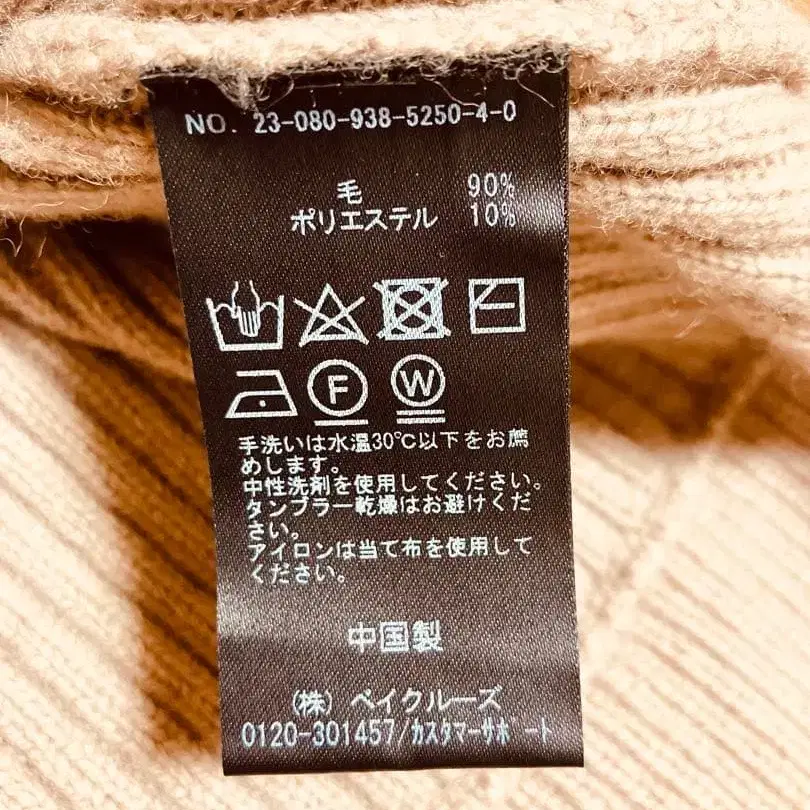 NO. 23-080-938-5250-4-0
毛 90%
ポリエステル 10%
F W
手洗いは水温30℃以下をお薦
めします。
中性洗剤を使用してください。
タンブラー乾燥はお避けくだ
さい。
アイロンは当て布を使用して
ください。
中国製
(株) ベイクルーズ
0120-301457/カスタマーサポート